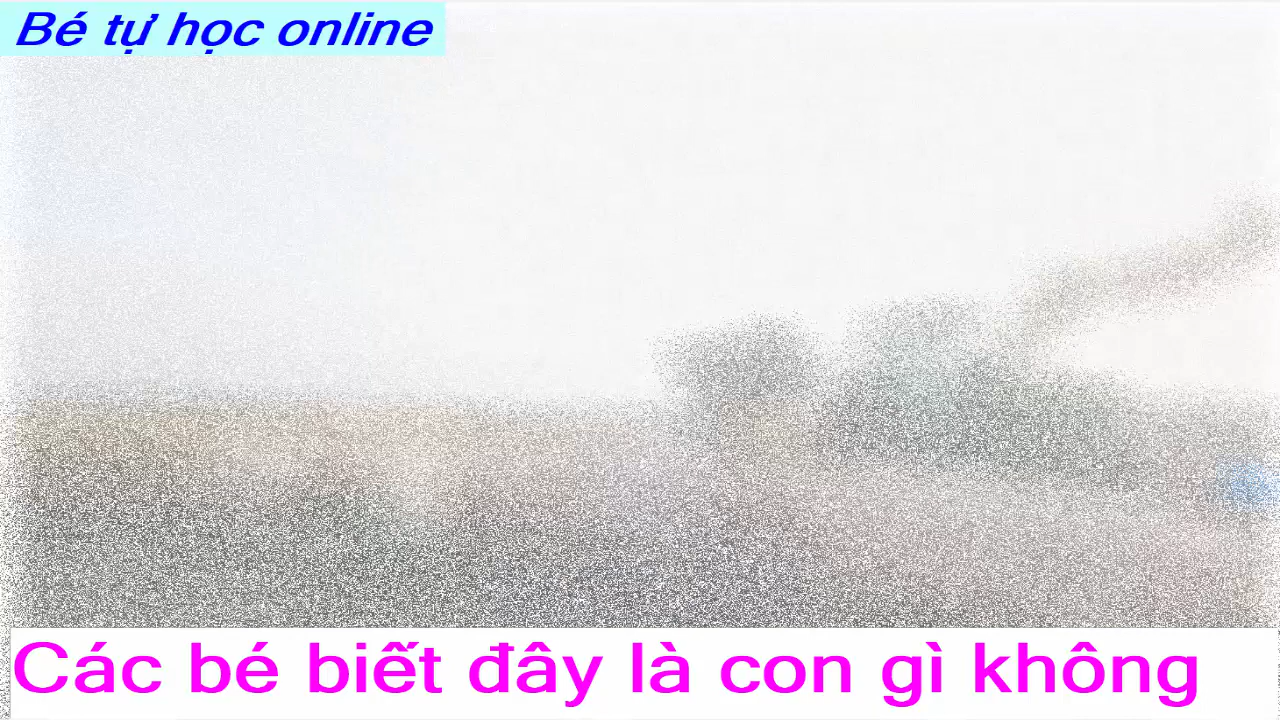 Bé tự học online
Các bé biết đây là con gì không